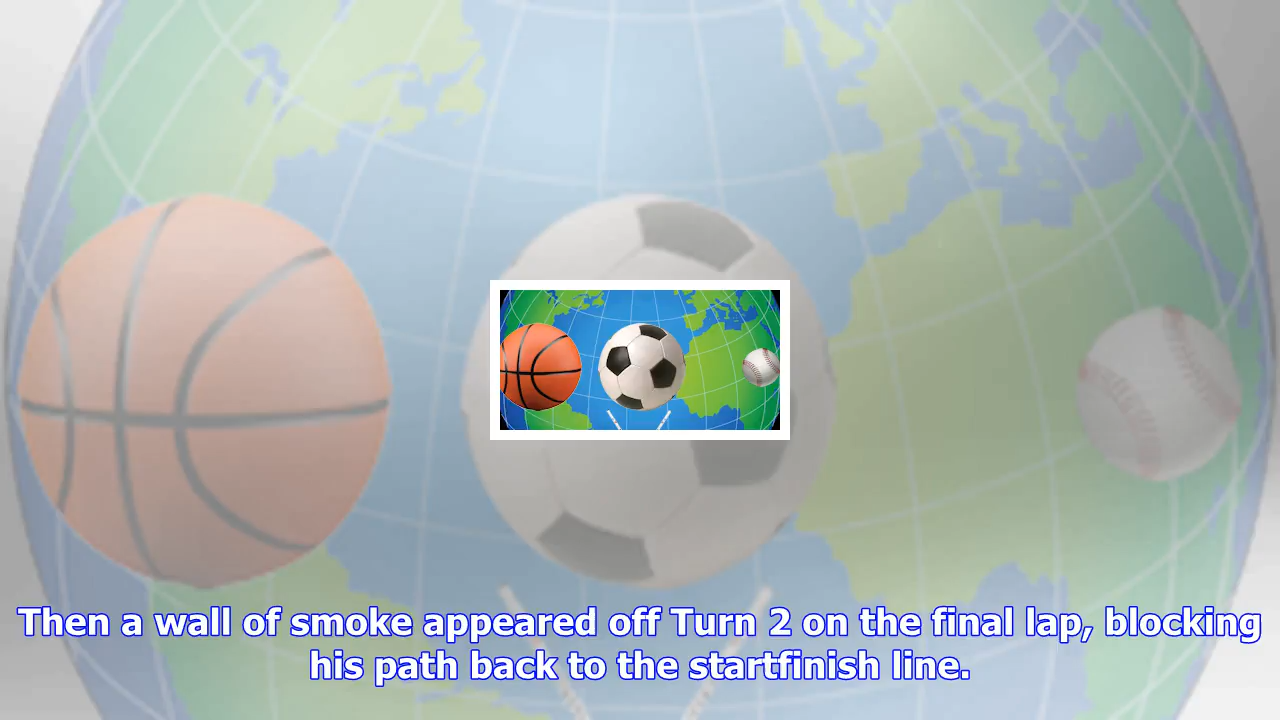 Then a wall of smoke appeared off Turn 2 on the final lap, blocking
his path back to the startfinish line.